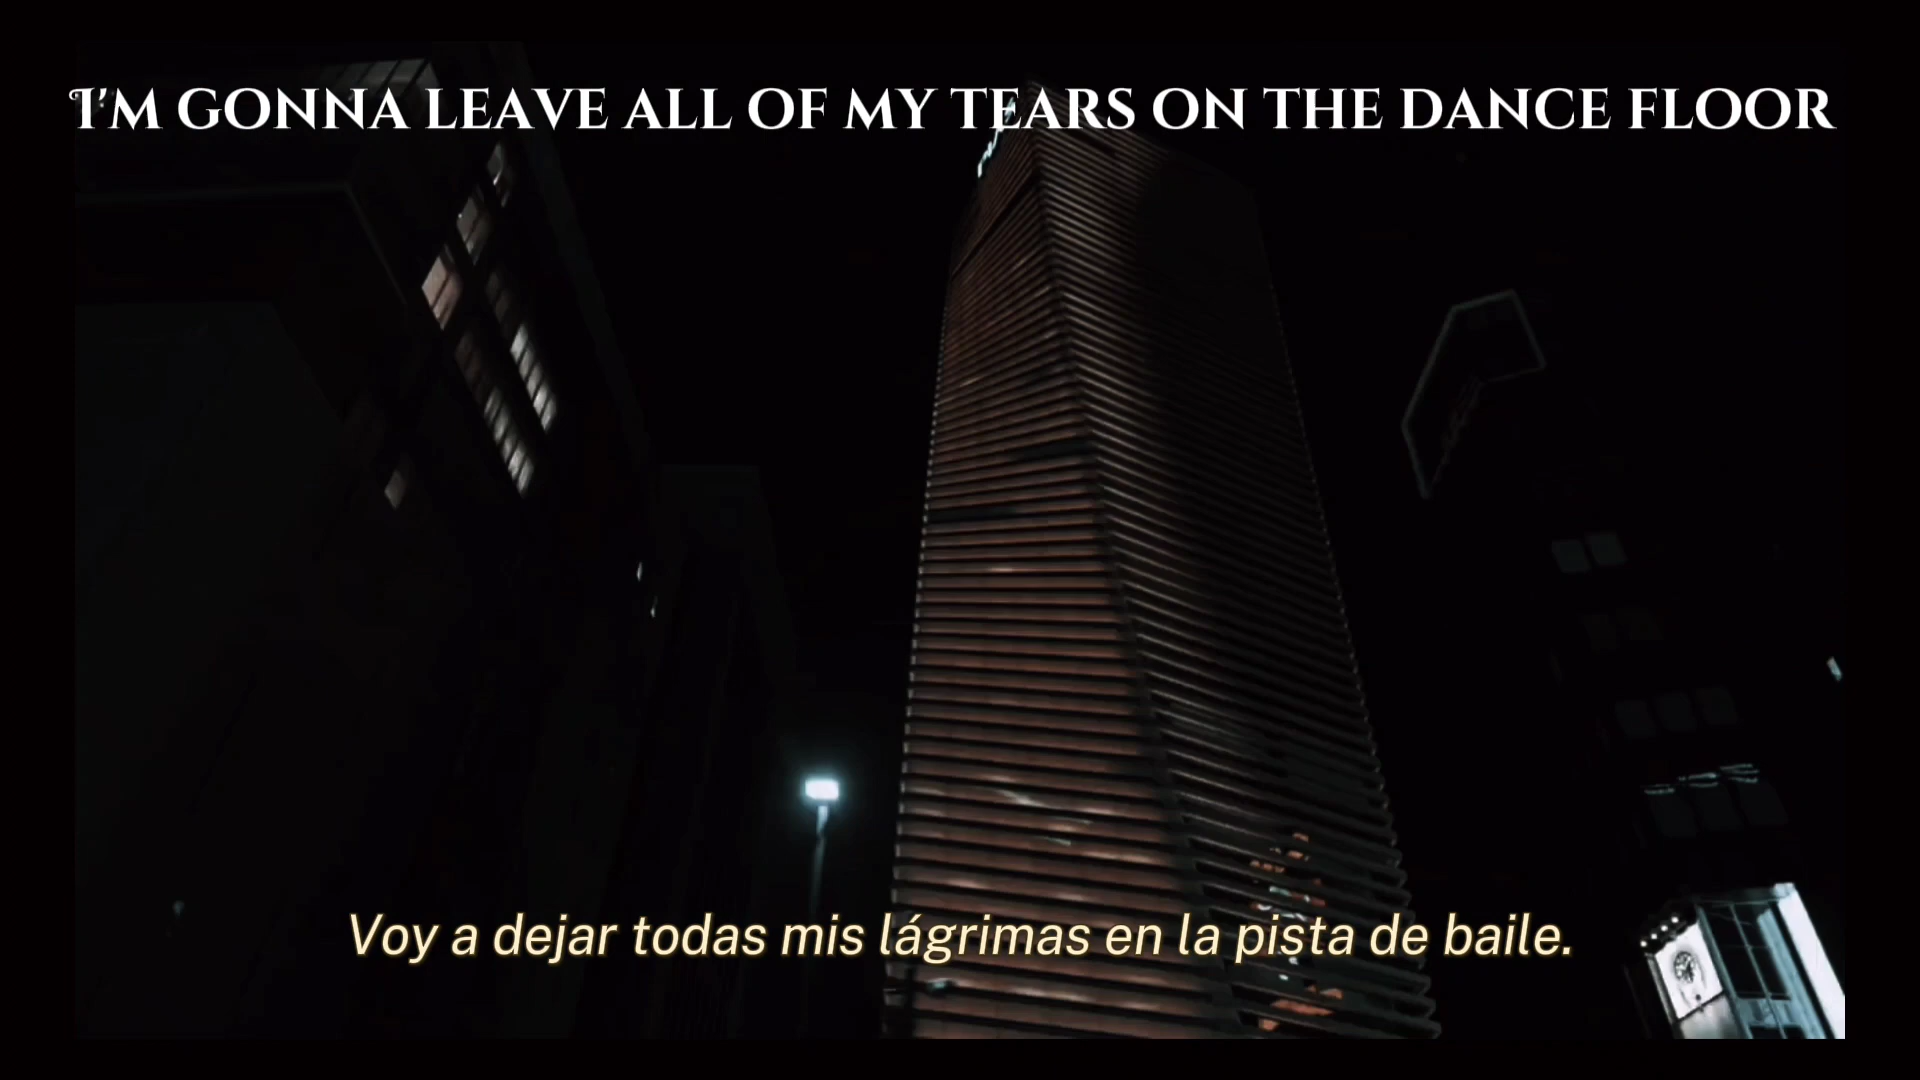 I'M GONNA LEAVE ALL OF MY TEARS ON THE DANCE FLOOR
Voy a dejar todas mis lágrimas en la pista de baile.